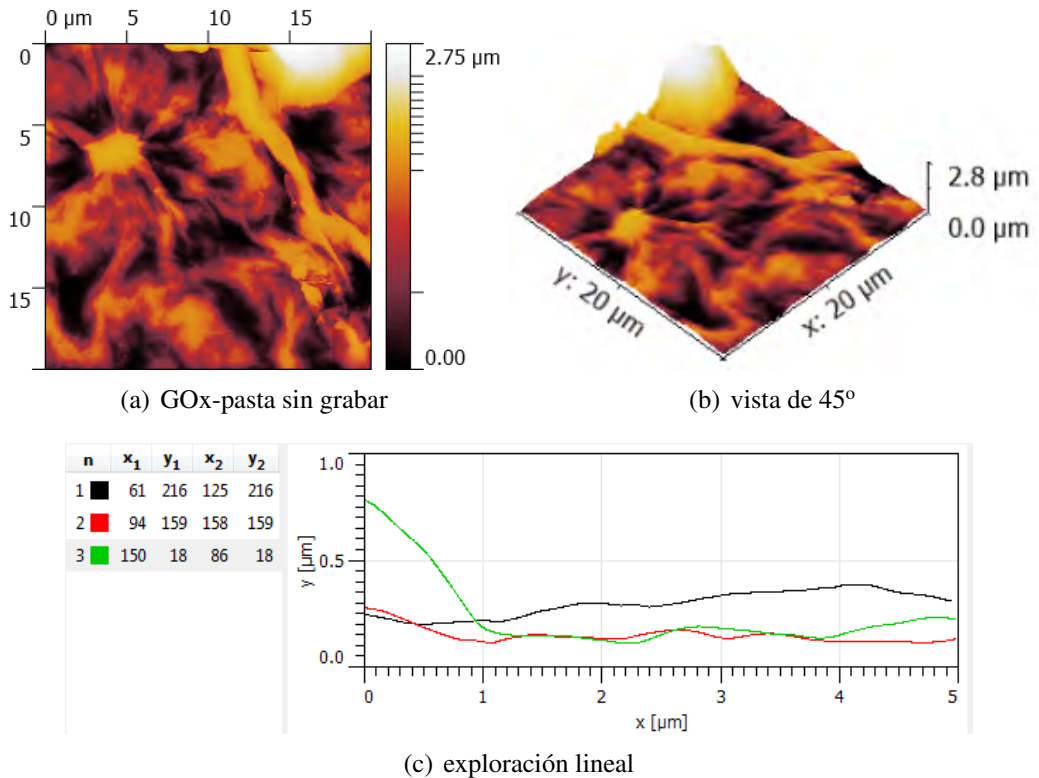 0 µm 5 10 15
0
5
10
15
2.75 µm
0.00
2.8 µm
0.0 µm
y: 20 µm
x: 20 µm
(a) GOx-pasta sin grabar
(b) vista de 45º
n x₁ y₁ x₂ y₂
1 61 216 125 216
2 94 159 158 159
3 150 18 86 18
1.0
0.5
0.0
y [µm]
0 1 2 3 4 5
x [µm]
(c) exploración lineal